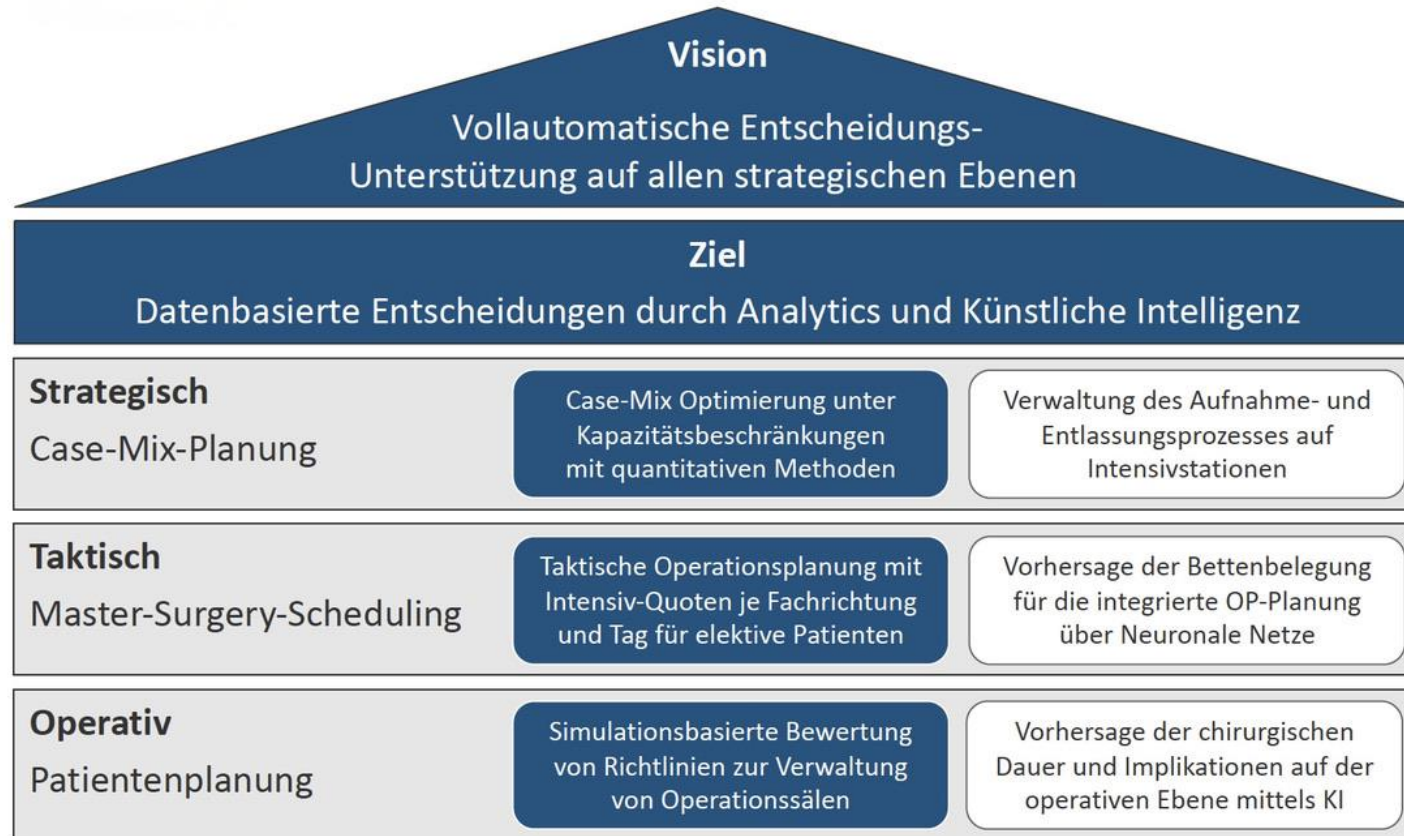 Vision
Vollautomatische Entscheidungs-
Unterstützung auf allen strategischen Ebenen
Ziel
Datenbasierte Entscheidungen durch Analytics und Künstliche Intelligenz
Strategisch
Case-Mix-Planung
Case-Mix Optimierung unter
Kapazitätsbeschränkungen
mit quantitativen Methoden
Verwaltung des Aufnahme- und
Entlassungsprozesses auf
Intensivstationen
Taktisch
Master-Surgery-Scheduling
Taktische Operationsplanung mit
Intensiv-Quoten je Fachrichtung
und Tag für elektive Patienten
Vorhersage der Bettenbelegung
für die integrierte OP-Planung
über Neuronale Netze
Operativ
Patientenplanung
Simulationsbasierte Bewertung
von Richtlinien zur Verwaltung
von Operationssälen
Vorhersage der chirurgischen
Dauer und Implikationen auf der
operativen Ebene mittels KI